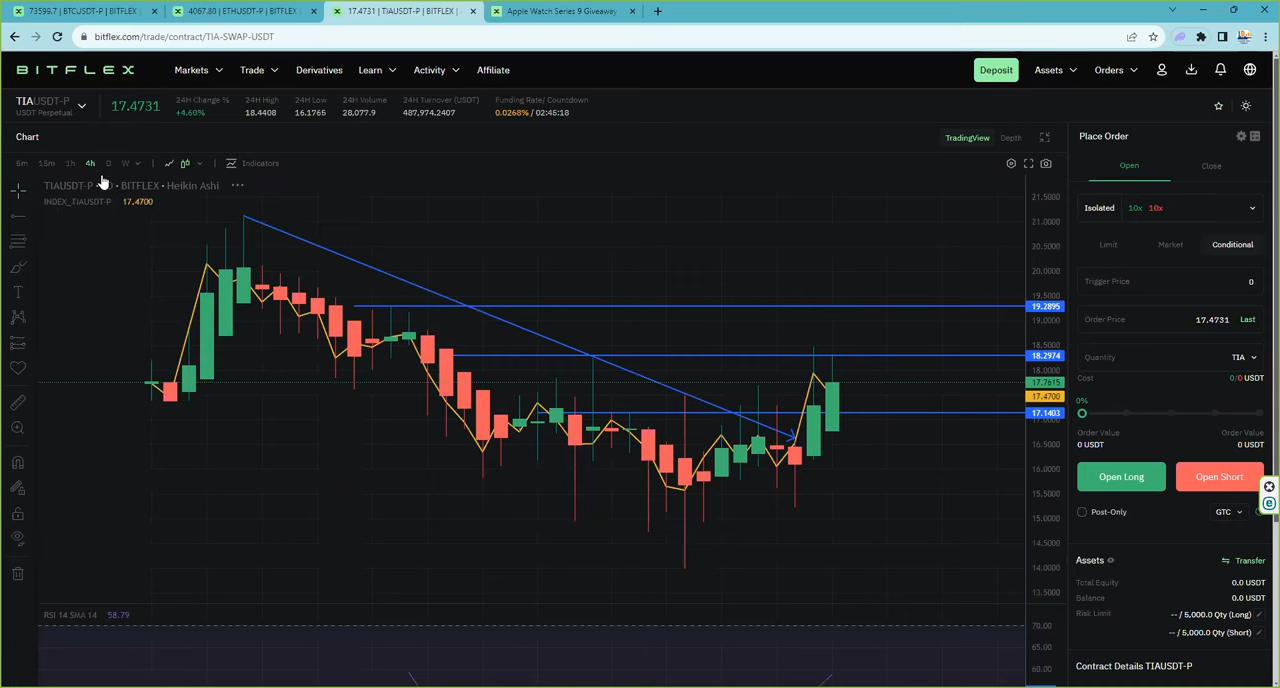 73599.7 | BTCUSDT-P | BITFLEX
4067.80 | ETHUSDT-P | BITFLEX
17.4731 | TIAUSDT-P | BITFLEX
Apple Watch Series 9 Giveaway
bitflex.com/trade/contract/TIA-SWAP-USDT
BITFLEX Markets Trade Derivatives Learn Activity Affiliate Deposit Assets Orders
TIAUSDT-P
USDT Perpetual
17.4731
24H Change %
+4.60%
24H High
18.4408
24H Low
16.1765
24H Volume
28,077.9
24H Turnover (USDT)
487,974.2407
Funding Rate/ Countdown
0.0268% / 02:45:18
Chart
TradingView Depth
5m 15m 1h 4h D W Indicators
TIAUSDT-P BITFLEX • Heikin Ashi
INDEX_TIAUSDT-P 17.4700
21.5000
21.0000
20.5000
20.0000
19.5000
19.2895
19.0000
18.5000
18.2974
18.0000
17.7615
17.4700
17.1403
16.5000
16.0000
15.5000
15.0000
14.5000
14.0000
13.5000
RSI 14 SMA 14 58.79
70.00
65.00
60.00
Place Order
Open Close
Isolated 10x 10x
Limit Market Conditional
Trigger Price 0
Order Price 17.4731 Last
Quantity TIA
Cost 0/0 USDT
0%
Order Value Order Value
0 USDT 0 USDT
Open Long Open Short
Post-Only GTC
Assets Transfer
Total Equity 0.0 USDT
Balance 0.0 USDT
Risk Limit -- / 5,000.0 Qty (Long)
-- / 5,000.0 Qty (Short)
Contract Details TIAUSDT-P